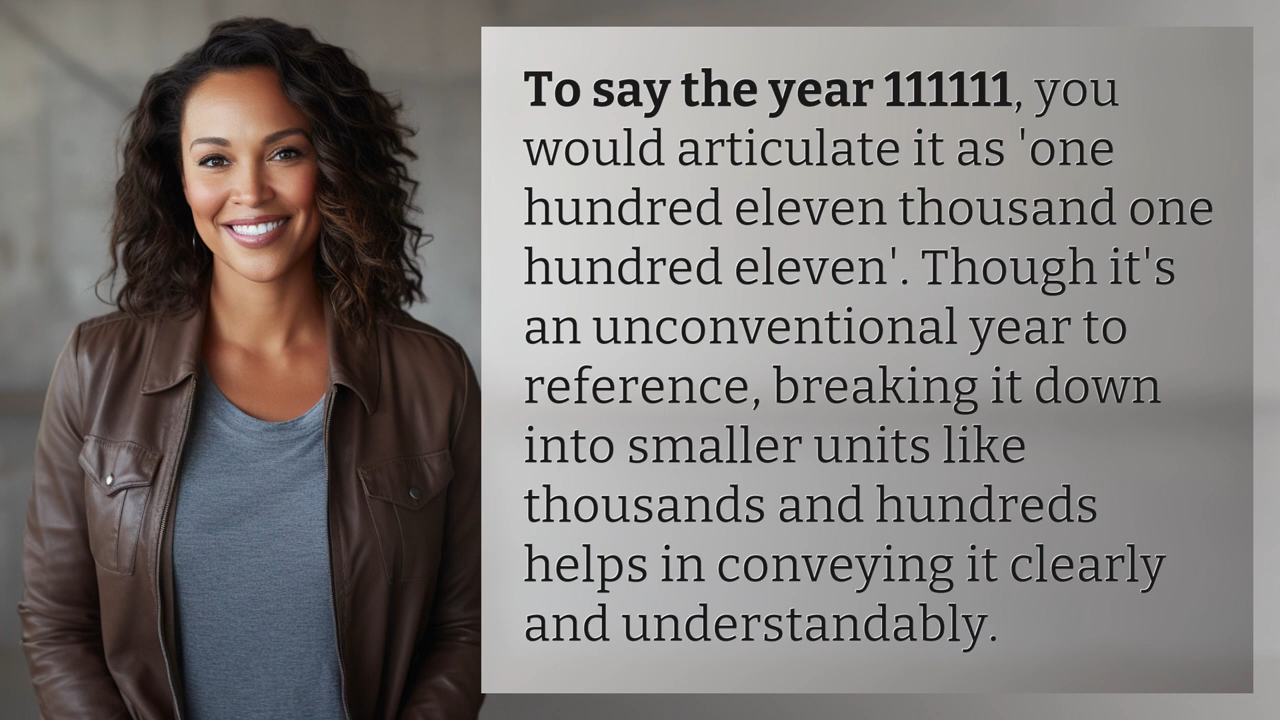 To say the year 111111, you
would articulate it as 'one
hundred eleven thousand one
hundred eleven'. Though it's
an unconventional year to
reference, breaking it down
into smaller units like
thousands and hundreds
helps in conveying it clearly
and understandably.